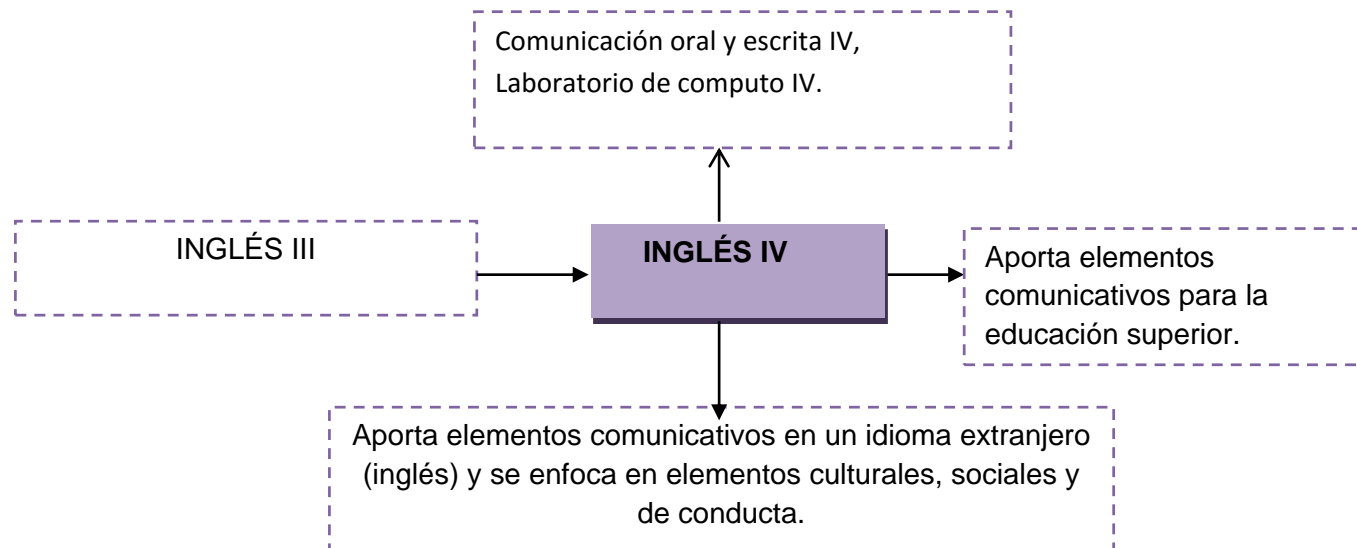 Comunicación oral y escrita IV,
Laboratorio de computo IV.
INGLÉS III
INGLÉS IV
Aporta elementos
comunicativos para la
educación superior.
Aporta elementos comunicativos en un idioma extranjero
(inglés) y se enfoca en elementos culturales, sociales y
de conducta.